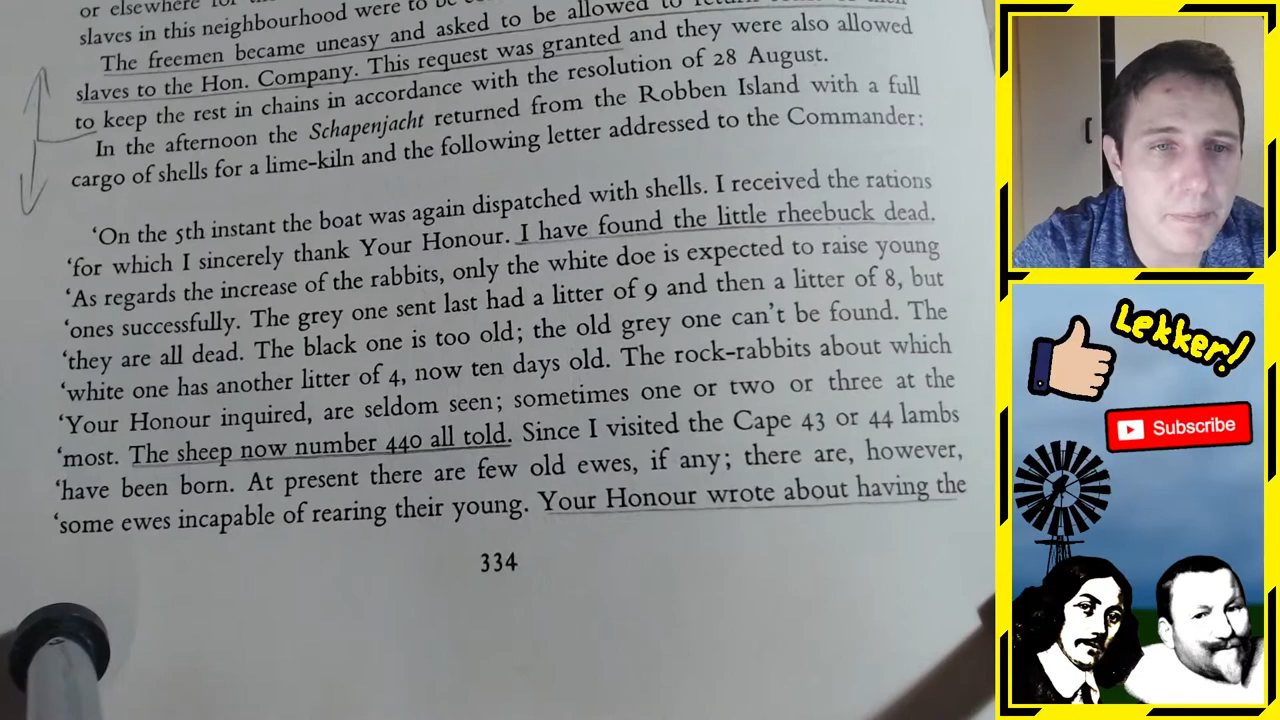 or elsewhere for
slaves in this neighbourhood were to be
The freemen became uneasy and asked to be allowed to return
slaves to the Hon. Company. This request was granted and they were also allowed
to keep the rest in chains in accordance with the resolution of 28 August.
In the afternoon the Schapenjacht returned from the Robben Island with a full
cargo of shells for a lime-kiln and the following letter addressed to the Commander:
‘On the 5th instant the boat was again dispatched with shells. I received the rations
‘for which I sincerely thank Your Honour. I have found the little rheebuck dead.
‘As regards the increase of the rabbits, only the white doe is expected to raise young
‘ones successfully. The grey one sent last had a litter of 9 and then a litter of 8, but
‘they are all dead. The black one is too old; the old grey one can’t be found. The
‘white one has another litter of 4, now ten days old. The rock-rabbits about which
‘Your Honour inquired, are seldom seen; sometimes one or two or three at the
‘most. The sheep now number 440 all told. Since I visited the Cape 43 or 44 lambs
‘have been born. At present there are few old ewes, if any; there are, however,
‘some ewes incapable of rearing their young. Your Honour wrote about having the
334
Lekker!
Subscribe